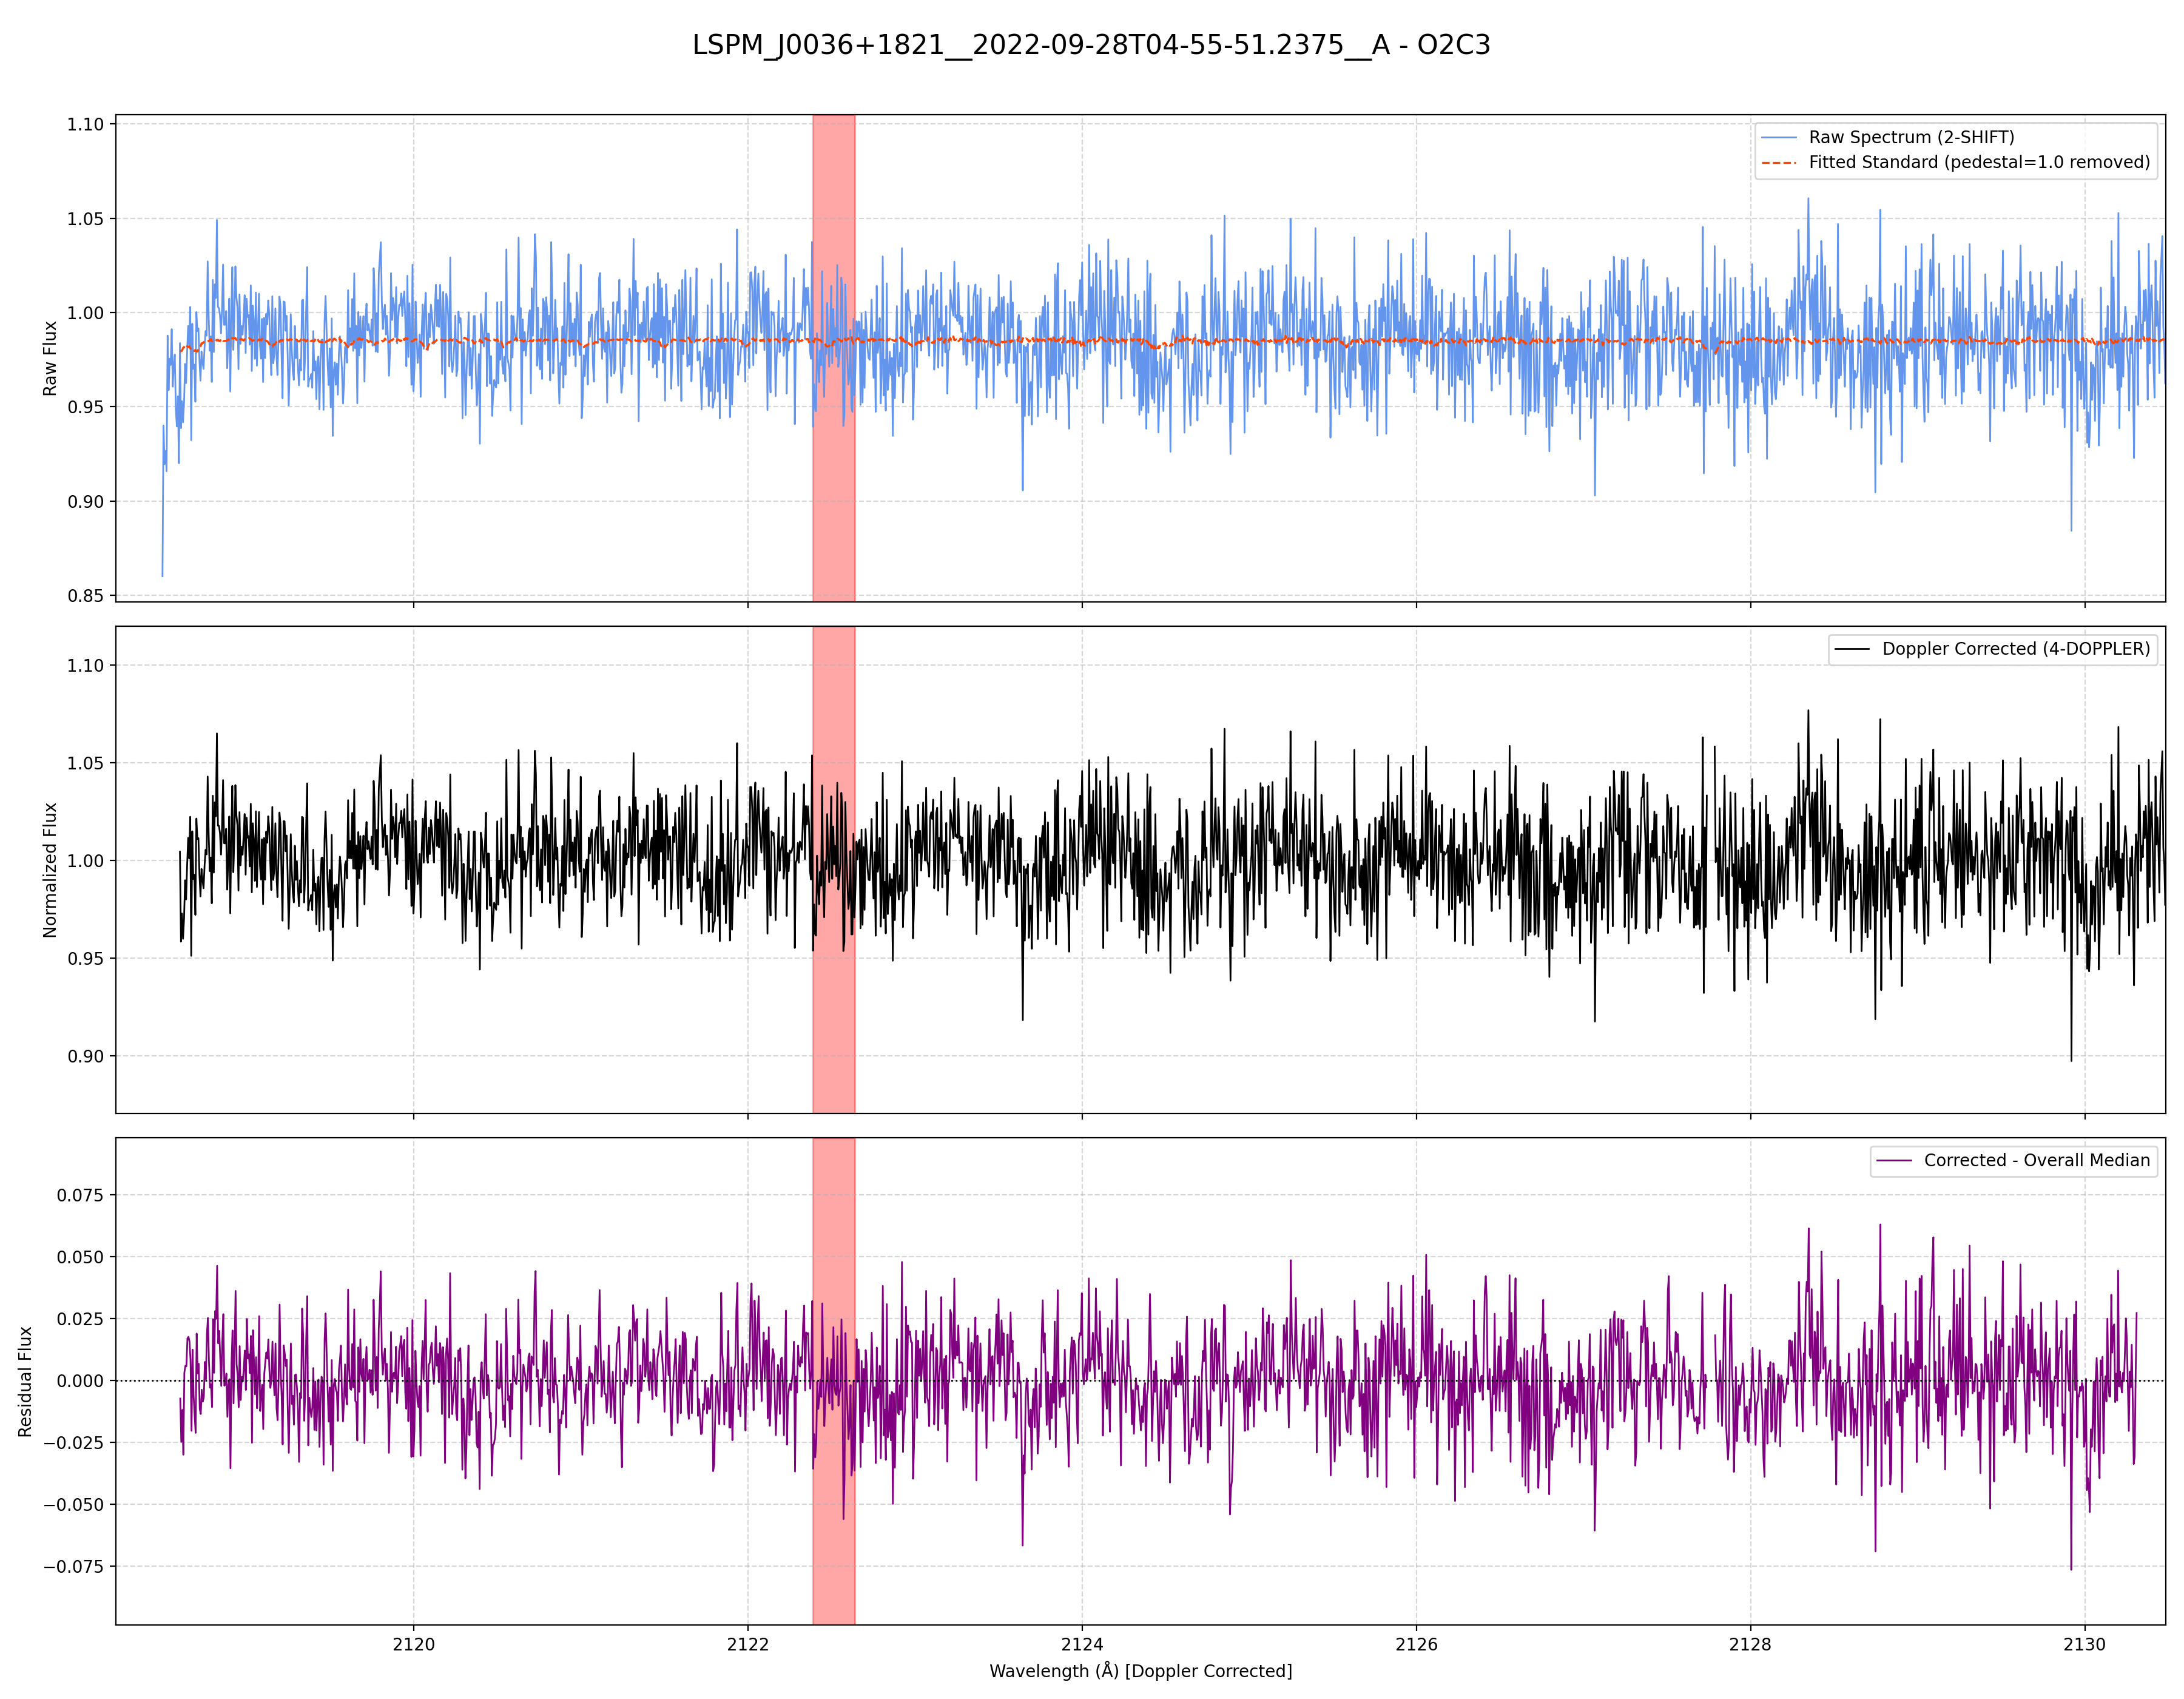 LSPM_J0036+1821__2022-09-28T04-55-51.2375__A - O2C3
Raw Spectrum (2-SHIFT)
Fitted Standard (pedestal=1.0 removed)
Raw Flux
1.10
1.05
1.00
0.95
0.90
0.85
Doppler Corrected (4-DOPPLER)
Normalized Flux
1.10
1.05
1.00
0.95
0.90
Corrected - Overall Median
Residual Flux
0.075
0.050
0.025
0.000
−0.025
−0.050
−0.075
2120 2122 2124 2126 2128 2130
Wavelength (Å) [Doppler Corrected]